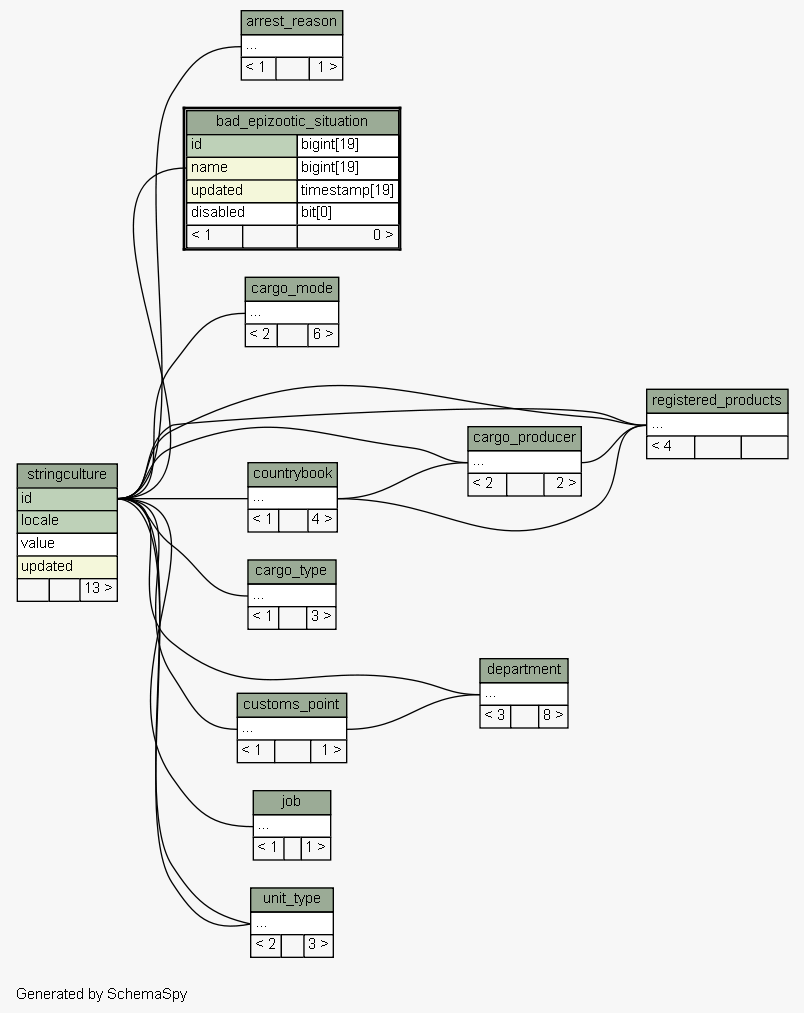 arrest_reason
...
< 1 1 >
bad_epizootic_situation
id bigint[19]
name bigint[19]
updated timestamp[19]
disabled bit[0]
< 1 0 >
cargo_mode
...
< 2 6 >
registered_products
...
< 4
cargo_producer
...
< 2 2 >
stringculture
id
locale
value
updated
13 >
countrybook
...
< 1 4 >
cargo_type
...
< 1 3 >
department
...
< 3 8 >
customs_point
...
< 1 1 >
job
...
< 1 1 >
unit_type
...
< 2 3 >
Generated by SchemaSpy